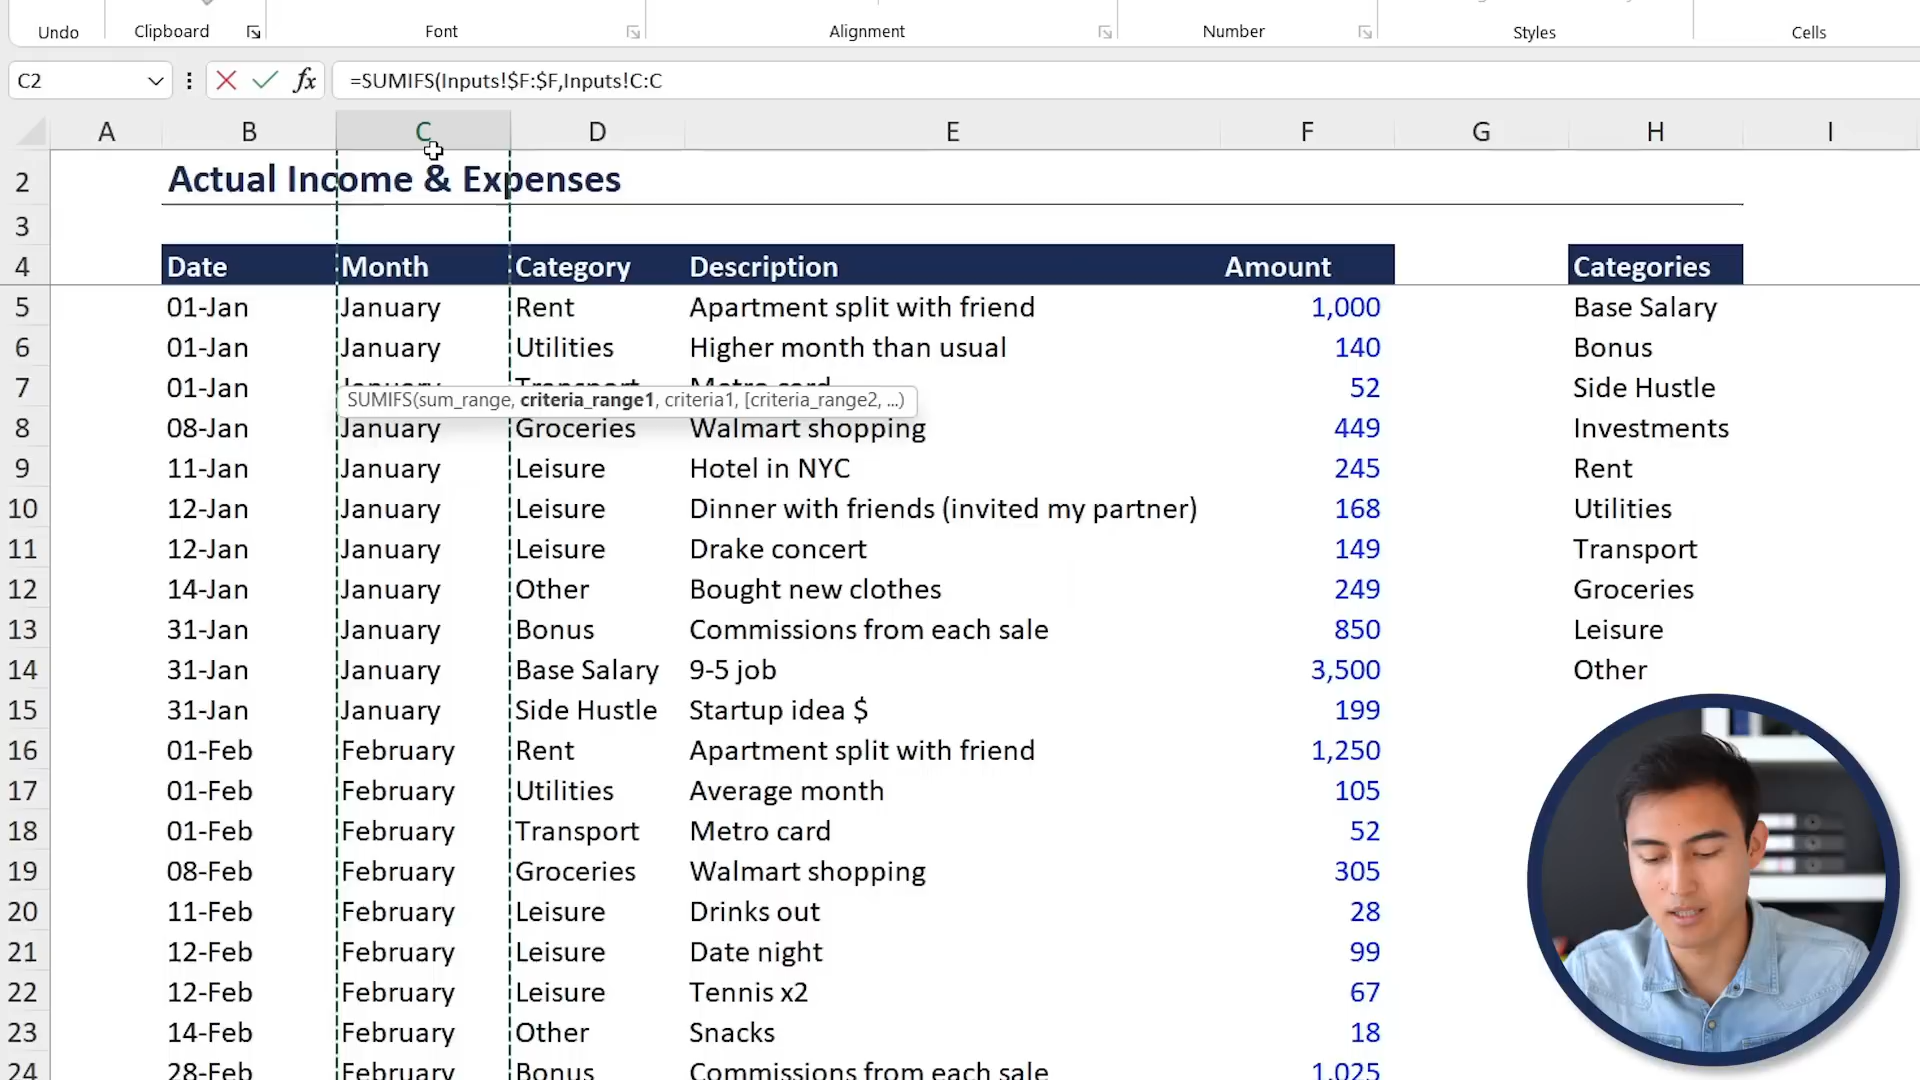 Undo Clipboard Font Alignment Number Styles Cells
C2 fx =SUMIFS(Inputs!$F:$F,Inputs!C:C
A B C D E F G H I
2 Actual Income & Expenses
3
4 Date Month Category Description Amount Categories
5 01-Jan January Rent Apartment split with friend 1,000 Base Salary
6 01-Jan January Utilities Higher month than usual 140 Bonus
7 01-Jan January Transport Metro card 52 Side Hustle
SUMIFS(sum_range, criteria_range1, criteria1, [criteria_range2, ...)
8 08-Jan January Groceries Walmart shopping 449 Investments
9 11-Jan January Leisure Hotel in NYC 245 Rent
10 12-Jan January Leisure Dinner with friends (invited my partner) 168 Utilities
11 12-Jan January Leisure Drake concert 149 Transport
12 14-Jan January Other Bought new clothes 249 Groceries
13 31-Jan January Bonus Commissions from each sale 850 Leisure
14 31-Jan January Base Salary 9-5 job 3,500 Other
15 31-Jan January Side Hustle Startup idea $ 199
16 01-Feb February Rent Apartment split with friend 1,250
17 01-Feb February Utilities Average month 105
18 01-Feb February Transport Metro card 52
19 08-Feb February Groceries Walmart shopping 305
20 11-Feb February Leisure Drinks out 28
21 12-Feb February Leisure Date night 99
22 12-Feb February Leisure Tennis x2 67
23 14-Feb February Other Snacks 18
24 28-Feb February Bonus Commissions from each sale 1,025